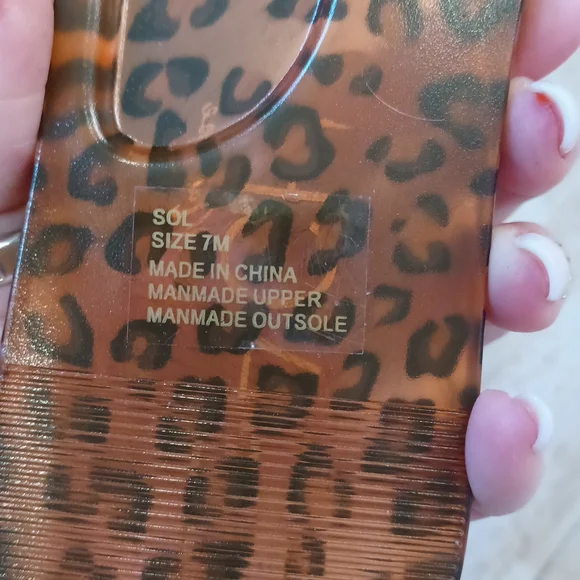 SOL
SIZE 7M
MADE IN CHINA
MANMADE UPPER
MANMADE OUTSOLE